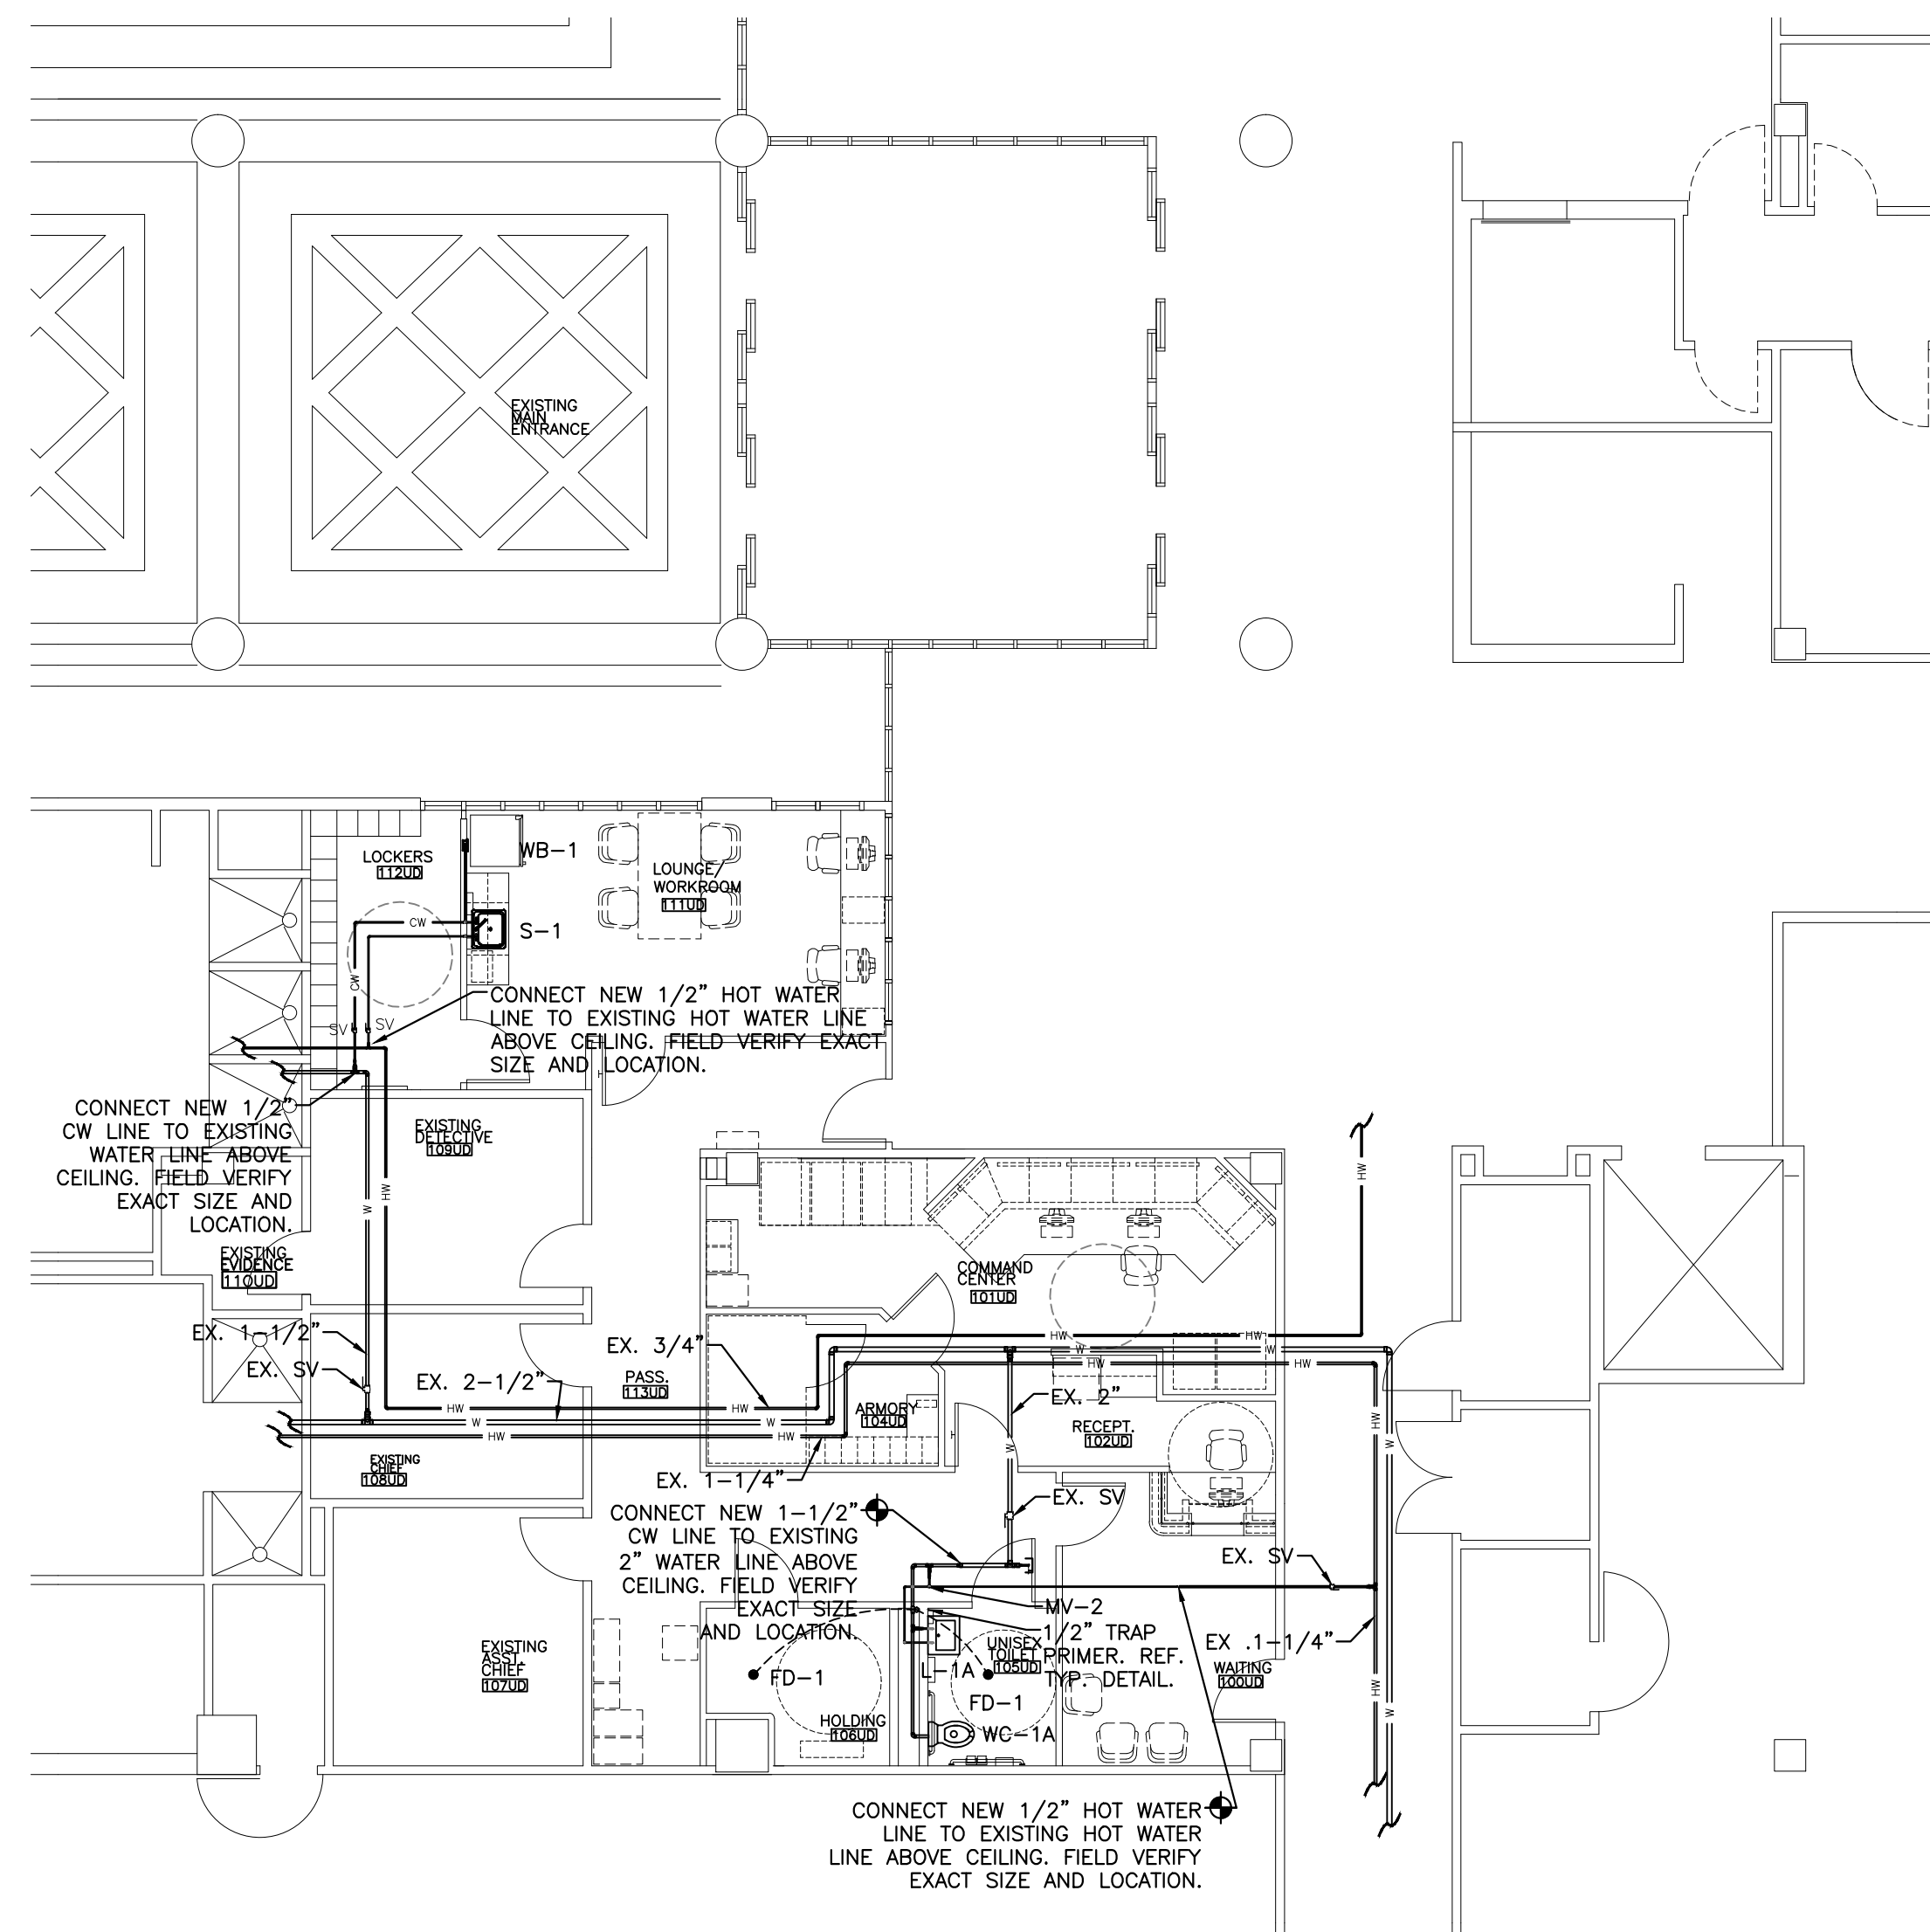 EXISTING
MAIN
ENTRANCE
LOCKERS
112UD
WB-1
LOUNGE/
WORKROOM
111UD
CW
S-1
CW
SV
SV
CONNECT NEW 1/2" HOT WATER
LINE TO EXISTING HOT WATER LINE
ABOVE CEILING. FIELD VERIFY EXACT
SIZE AND LOCATION.
CONNECT NEW 1/2"
CW LINE TO EXISTING
WATER LINE ABOVE
CEILING. FIELD VERIFY
EXACT SIZE AND
LOCATION.
EXISTING
DETECTIVE
109UD
HW
W
HW
EXISTING
EVIDENCE
110UD
COMMAND
CENTER
101UD
EX. 1-1/2"
EX. SV
EX. 2-1/2"
EX. 3/4"
PASS.
113UD
HW
HW
W
W
HW
HW
HW
HW
W
W
HW
HW
ARMORY
104UD
EX. 2"
RECEPT.
102UD
W
HW
W
EXISTING
CHIEF
108UD
EX. 1-1/4"
EX. SV
CONNECT NEW 1-1/2"
CW LINE TO EXISTING
2" WATER LINE ABOVE
CEILING. FIELD VERIFY
EXACT SIZE
AND LOCATION.
EX. SV
MV-2
1/2" TRAP
PRIMER. REF.
TYP. DETAIL.
EX .1-1/4"
UNISEX
TOILET
105UD
L-1A
FD-1
FD-1
WC-1A
EXISTING
ASST.
CHIEF
107UD
HOLDING
106UD
WAITING
100UD
HW
W
CONNECT NEW 1/2" HOT WATER
LINE TO EXISTING HOT WATER
LINE ABOVE CEILING. FIELD VERIFY
EXACT SIZE AND LOCATION.